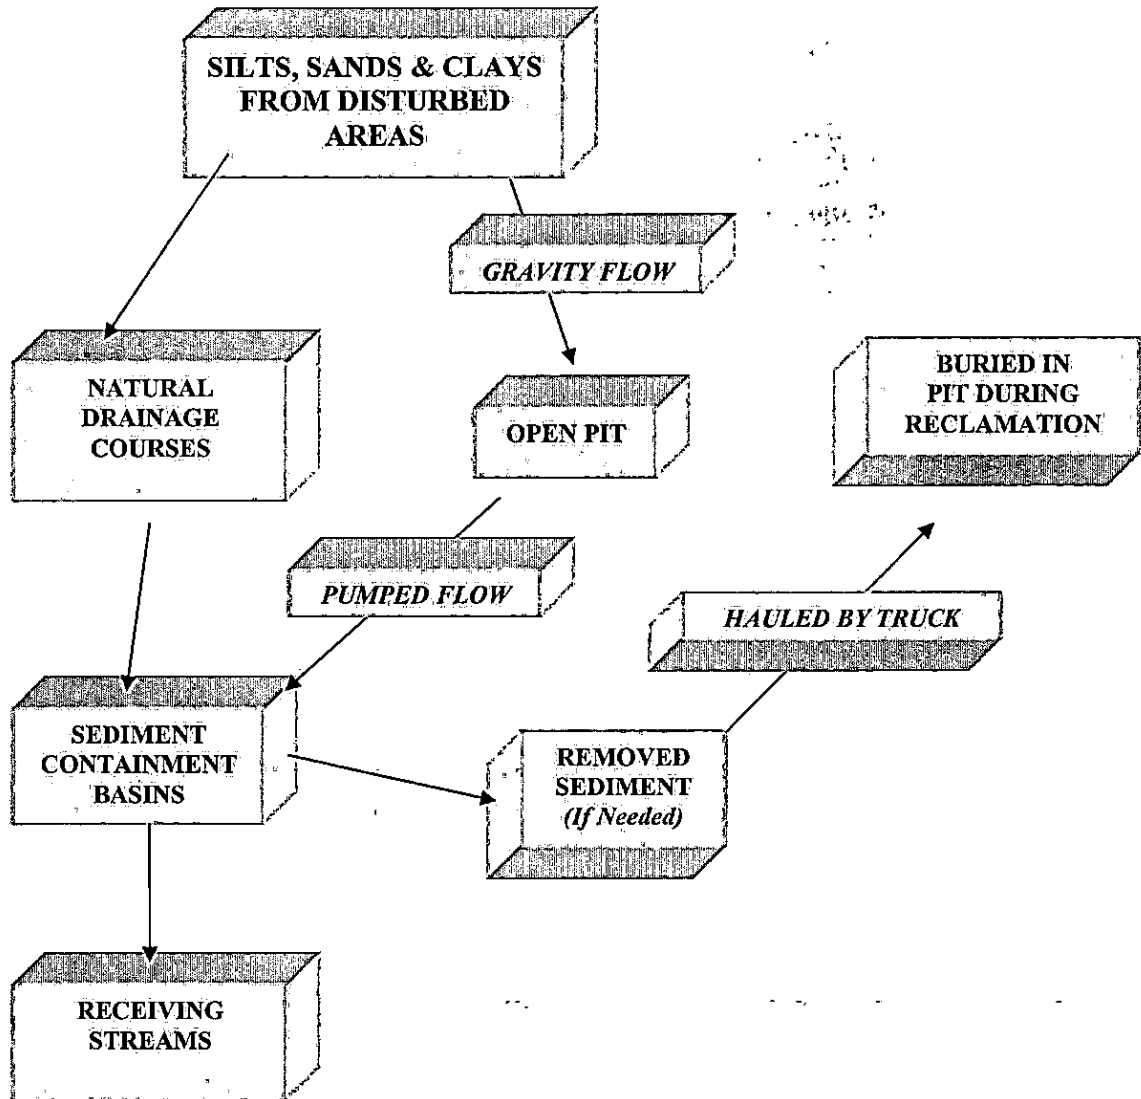 SILTS, SANDS & CLAYS
FROM DISTURBED
AREAS
GRAVITY FLOW
NATURAL
DRAINAGE
COURSES
OPEN PIT
BURIED IN
PIT DURING
RECLAMATION
PUMPED FLOW
HAULED BY TRUCK
SEDIMENT
CONTAINMENT
BASINS
REMOVED
SEDIMENT
(If Needed)
RECEIVING
STREAMS